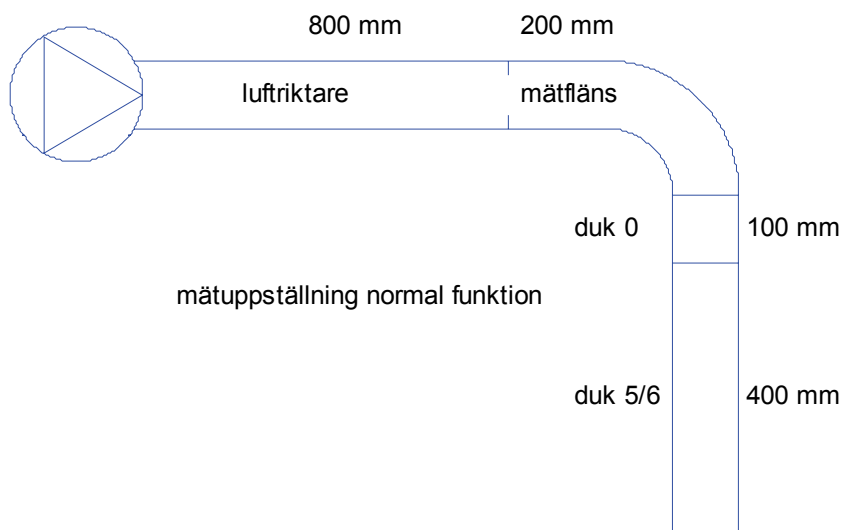 800 mm 200 mm
luftriktare mätfläns
duk 0 100 mm
mätuppställning normal funktion
duk 5/6 400 mm